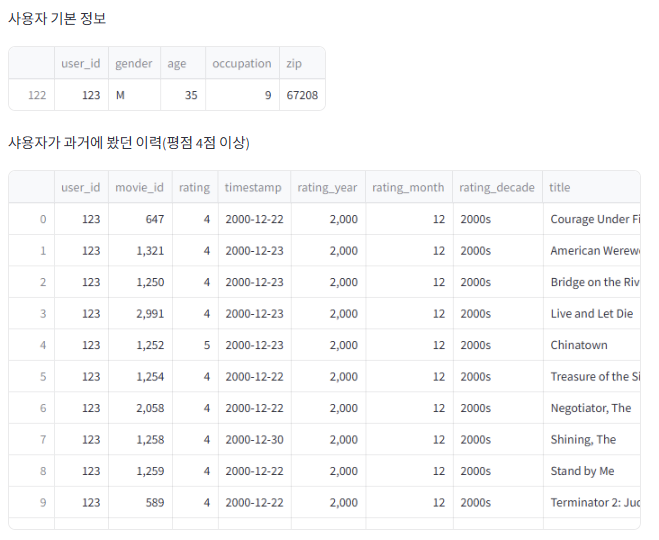 사용자 기본 정보
user_id gender age occupation zip
122 123 M 35 9 67208
사용자가 과거에 봤던 이력(평점 4점 이상)
user_id movie_id rating timestamp rating_year rating_month rating_decade title
0 123 647 4 2000-12-22 2,000 12 2000s Courage Under Fi
1 123 1,321 4 2000-12-23 2,000 12 2000s American Werew
2 123 1,250 4 2000-12-23 2,000 12 2000s Bridge on the Riv
3 123 2,991 4 2000-12-23 2,000 12 2000s Live and Let Die
4 123 1,252 5 2000-12-23 2,000 12 2000s Chinatown
5 123 1,254 4 2000-12-22 2,000 12 2000s Treasure of the Si
6 123 2,058 4 2000-12-22 2,000 12 2000s Negotiator, The
7 123 1,258 4 2000-12-30 2,000 12 2000s Shining, The
8 123 1,259 4 2000-12-22 2,000 12 2000s Stand by Me
9 123 589 4 2000-12-22 2,000 12 2000s Terminator 2: Jud